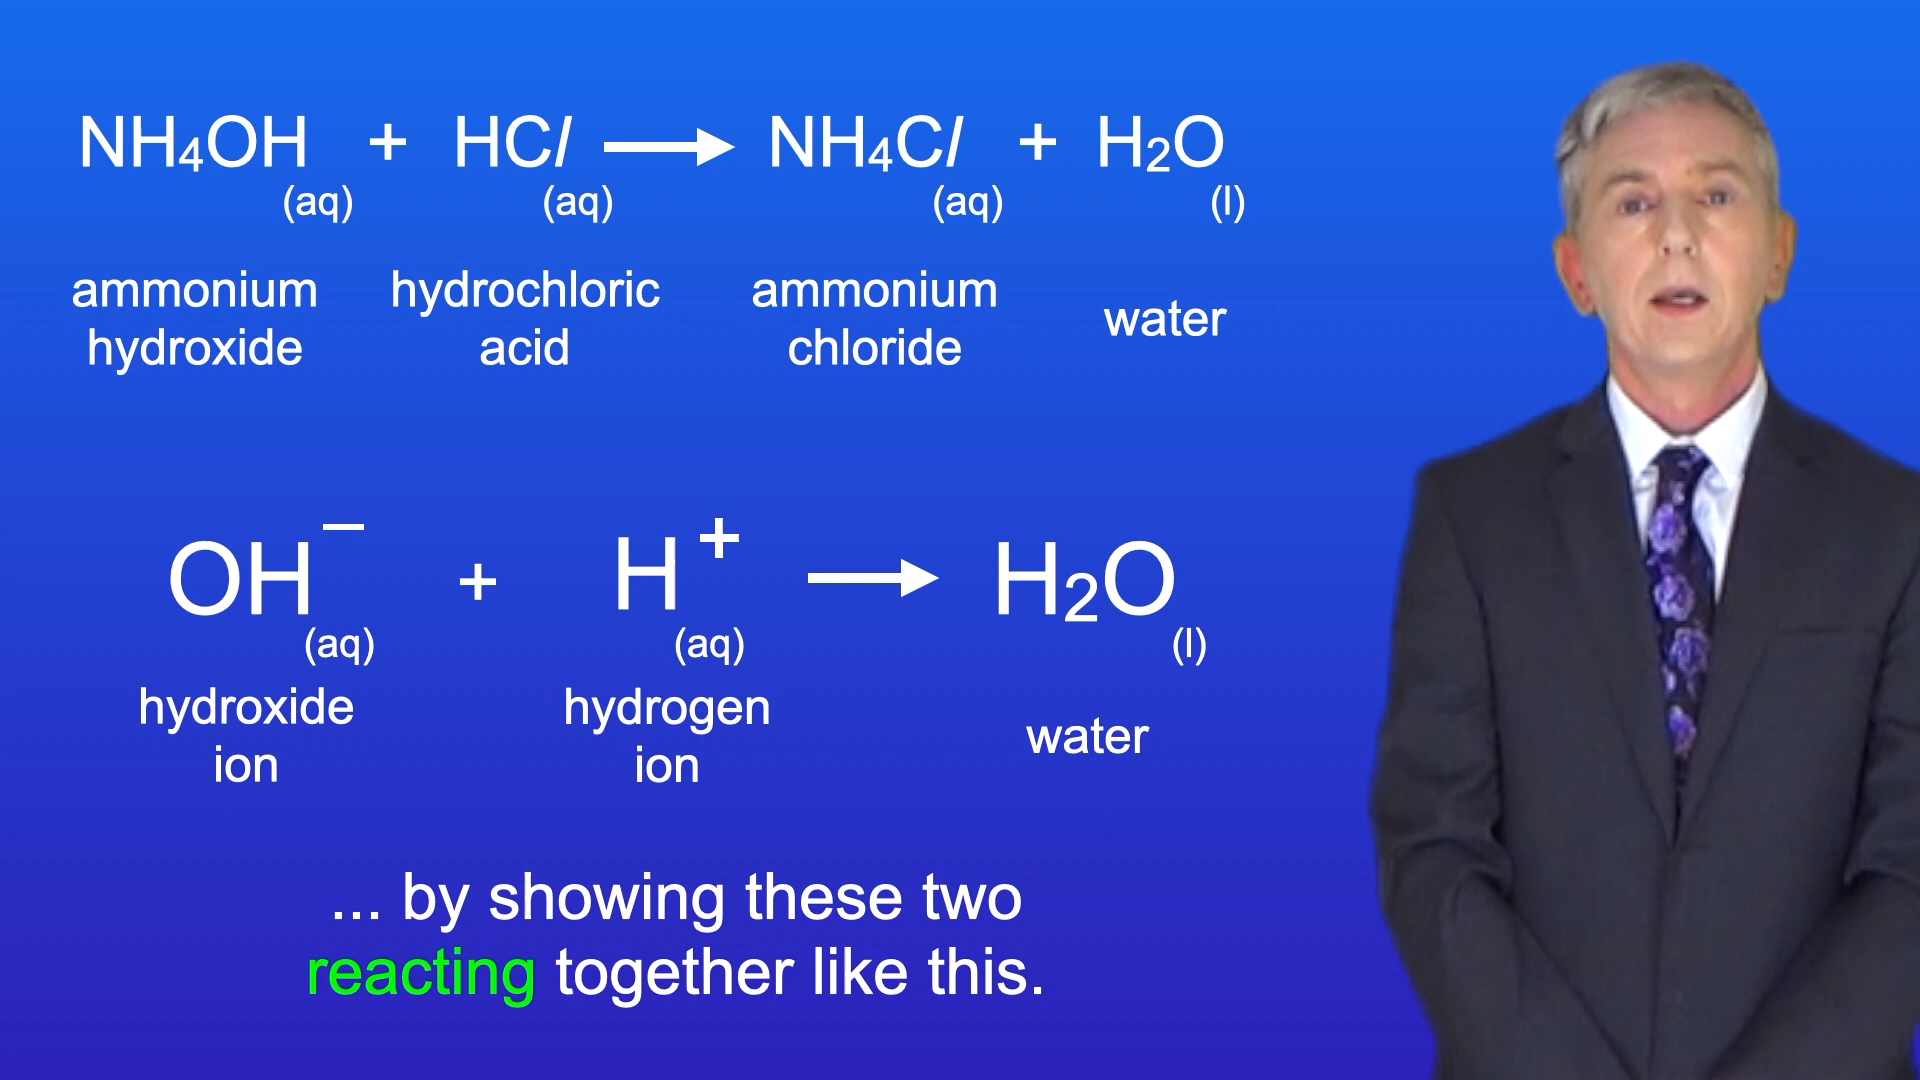 NH₄OH (aq) + HCl (aq) → NH₄Cl (aq) + H₂O (l)
ammonium hydroxide hydrochloric acid ammonium chloride water
OH⁻ (aq) + H⁺ (aq) → H₂O (l)
hydroxide ion hydrogen ion water
... by showing these two
reacting together like this.